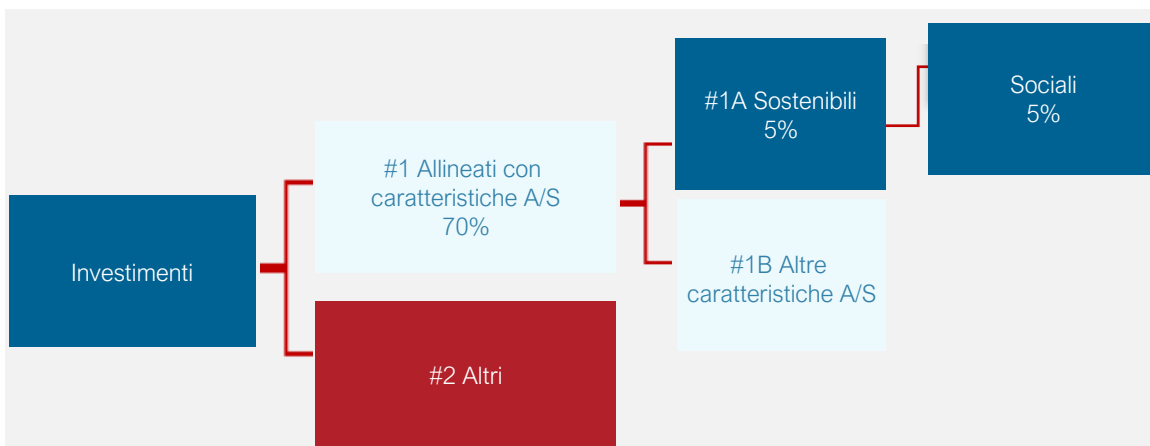 Investimenti
#1 Allineati con
caratteristiche A/S
70%
#2 Altri
#1A Sostenibili
5%
#1B Altre
caratteristiche A/S
Sociali
5%